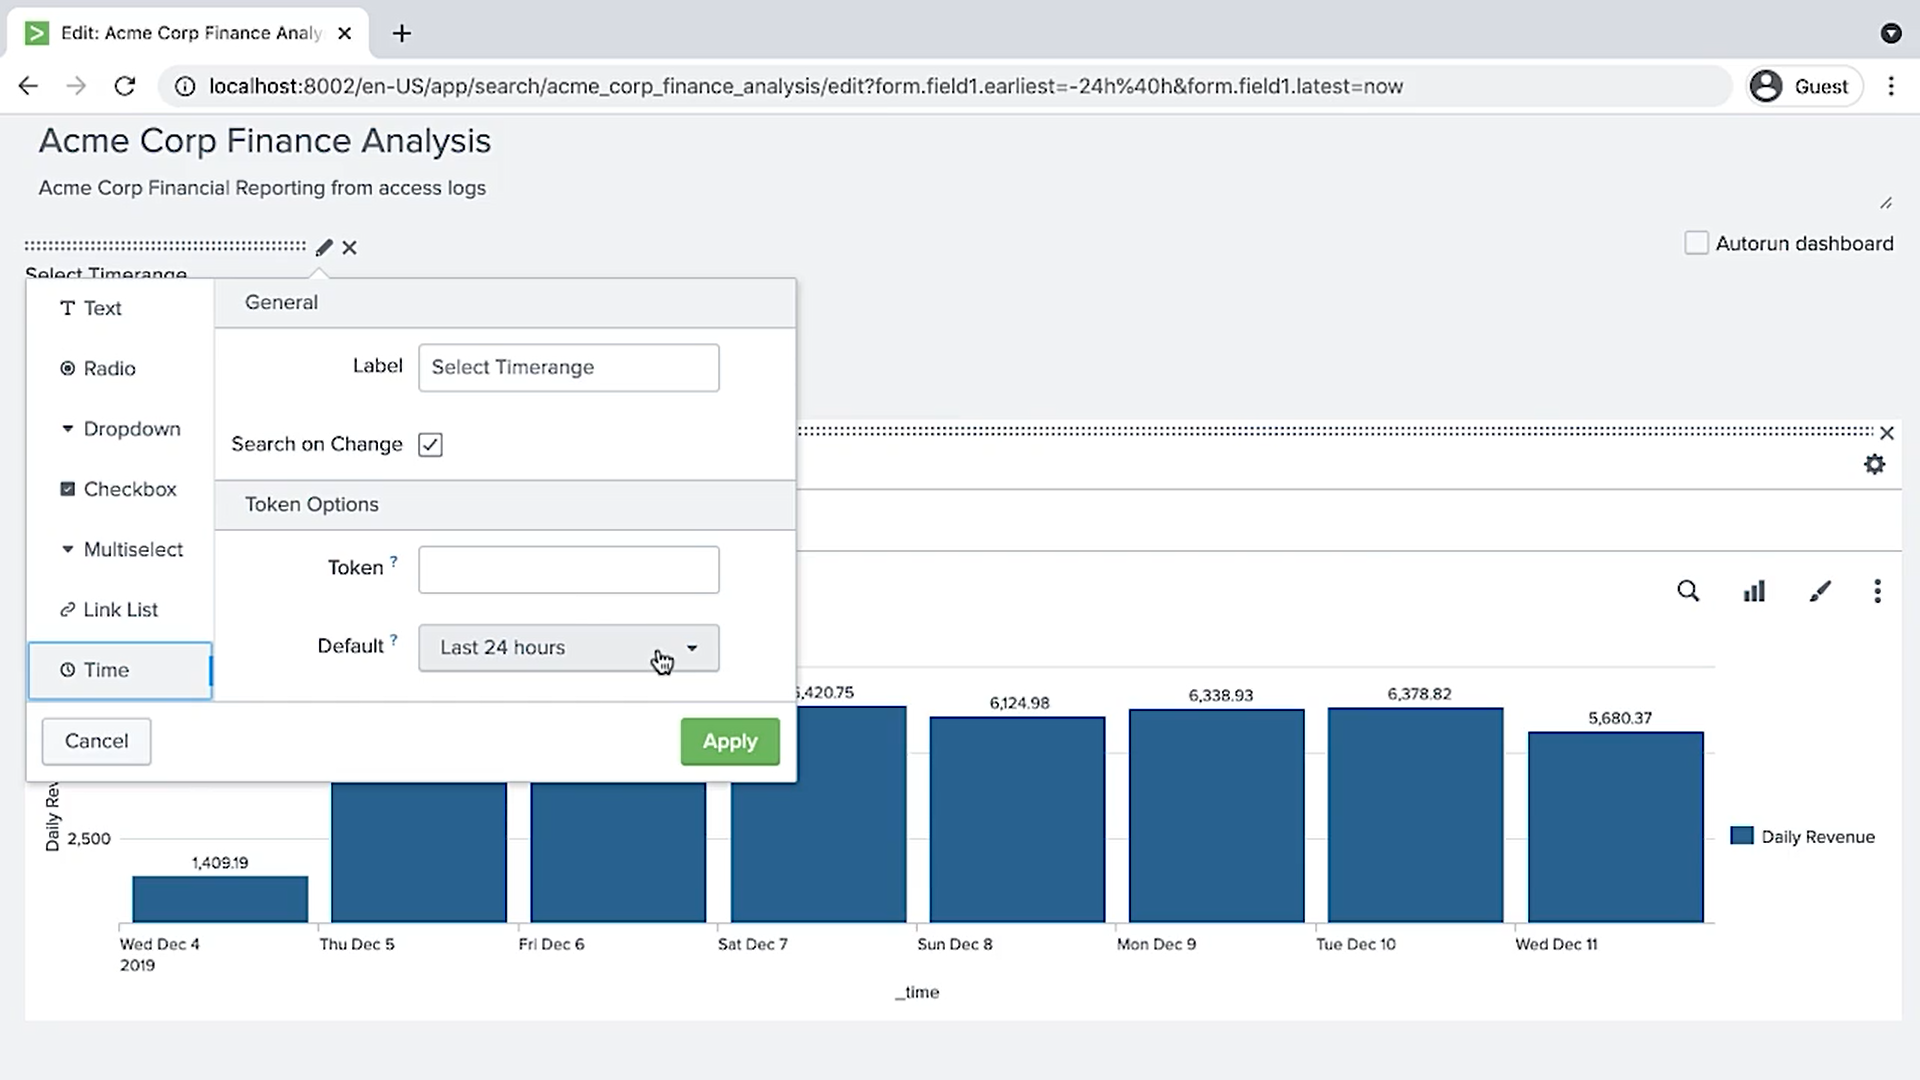 Edit: Acme Corp Finance Analy
localhost:8002/en-US/app/search/acme_corp_finance_analysis/edit?form.field1.earliest=-24h%40h&form.field1.latest=now
Guest
Acme Corp Finance Analysis
Acme Corp Financial Reporting from access logs
Autorun dashboard
Select Timerange
Text
Radio
Dropdown
Checkbox
Multiselect
Link List
Time
General
Label
Select Timerange
Search on Change
Token Options
Token ?
Default ?
Last 24 hours
Cancel
Apply
6,124.98
6,338.93
6,378.82
5,680.37
2,500
1,409.19
Daily Revenue
Wed Dec 4
2019
Thu Dec 5
Fri Dec 6
Sat Dec 7
Sun Dec 8
Mon Dec 9
Tue Dec 10
Wed Dec 11
_time